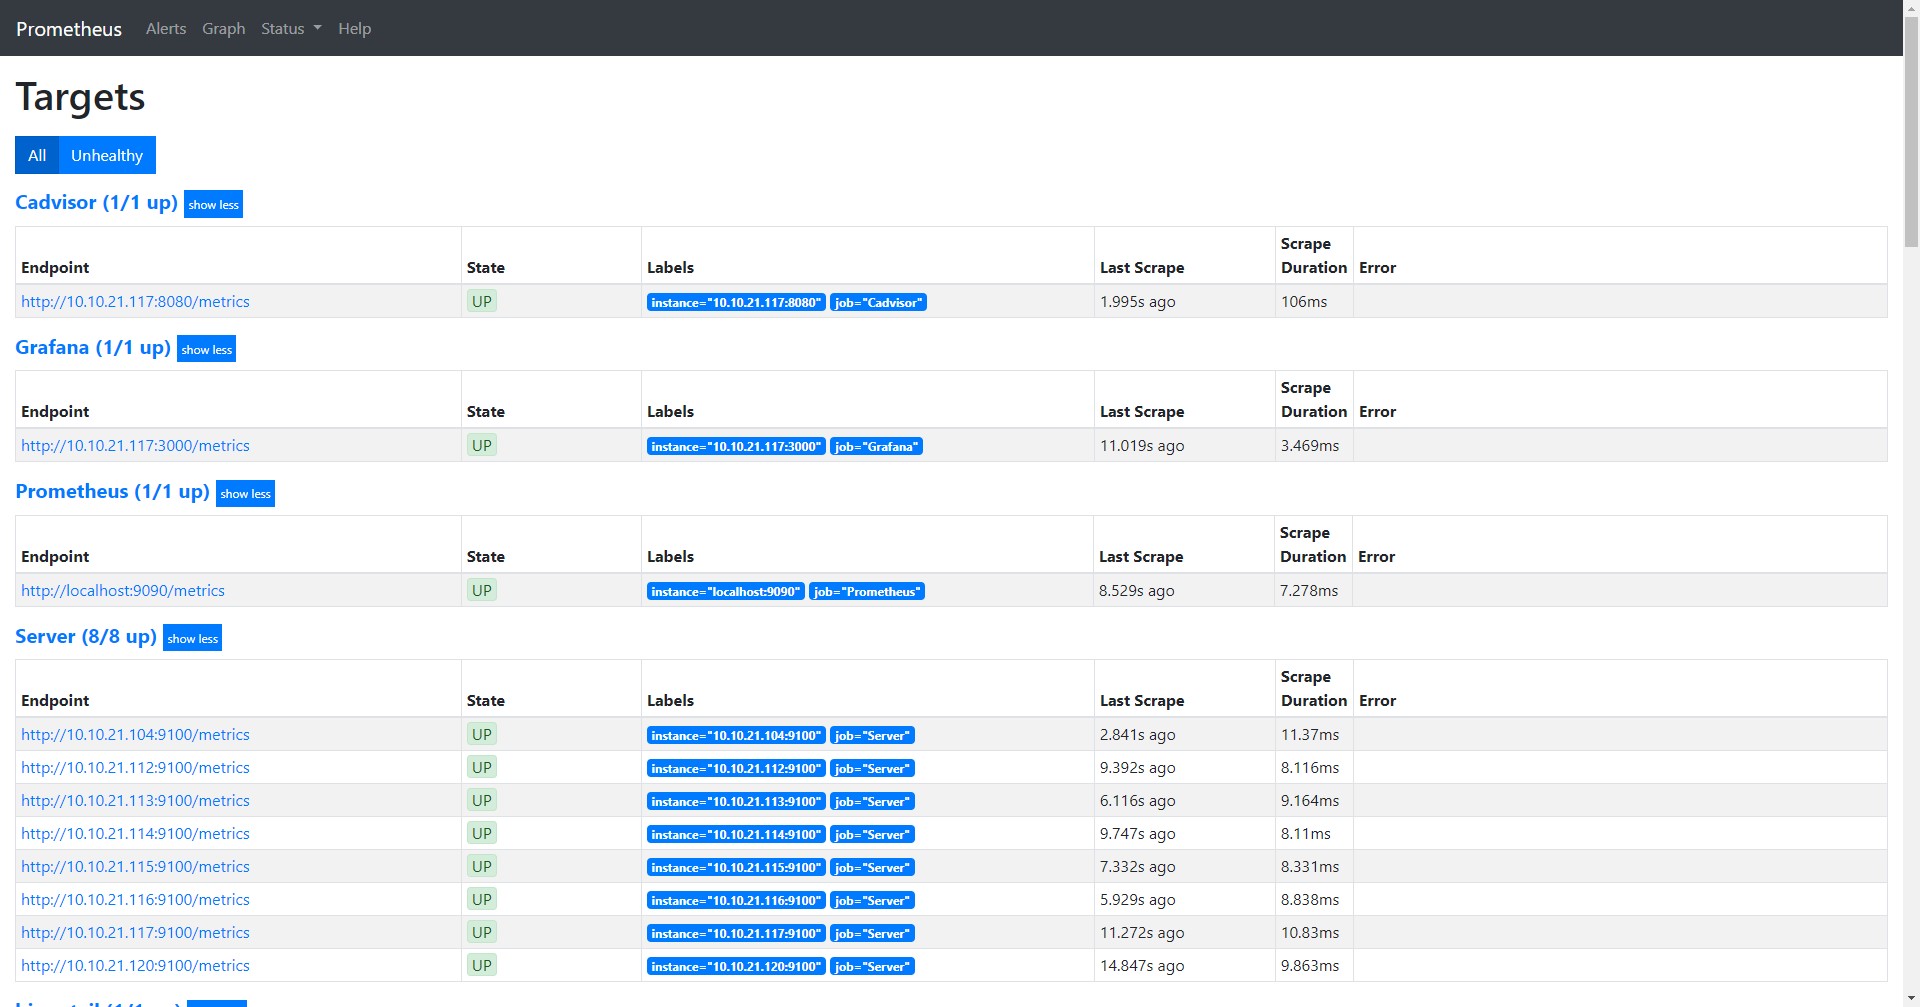 Prometheus Alerts Graph Status Help
Targets
All Unhealthy
Cadvisor (1/1 up) show less
Endpoint State Labels Last Scrape Scrape Duration Error
http://10.10.21.117:8080/metrics UP instance="10.10.21.117:8080" job="Cadvisor" 1.995s ago 106ms
Grafana (1/1 up) show less
Endpoint State Labels Last Scrape Scrape Duration Error
http://10.10.21.117:3000/metrics UP instance="10.10.21.117:3000" job="Grafana" 11.019s ago 3.469ms
Prometheus (1/1 up) show less
Endpoint State Labels Last Scrape Scrape Duration Error
http://localhost:9090/metrics UP instance="localhost:9090" job="Prometheus" 8.529s ago 7.278ms
Server (8/8 up) show less
Endpoint State Labels Last Scrape Scrape Duration Error
http://10.10.21.104:9100/metrics UP instance="10.10.21.104:9100" job="Server" 2.841s ago 11.37ms
http://10.10.21.112:9100/metrics UP instance="10.10.21.112:9100" job="Server" 9.392s ago 8.116ms
http://10.10.21.113:9100/metrics UP instance="10.10.21.113:9100" job="Server" 6.116s ago 9.164ms
http://10.10.21.114:9100/metrics UP instance="10.10.21.114:9100" job="Server" 9.747s ago 8.11ms
http://10.10.21.115:9100/metrics UP instance="10.10.21.115:9100" job="Server" 7.332s ago 8.331ms
http://10.10.21.116:9100/metrics UP instance="10.10.21.116:9100" job="Server" 5.929s ago 8.838ms
http://10.10.21.117:9100/metrics UP instance="10.10.21.117:9100" job="Server" 11.272s ago 10.83ms
http://10.10.21.120:9100/metrics UP instance="10.10.21.120:9100" job="Server" 14.847s ago 9.863ms